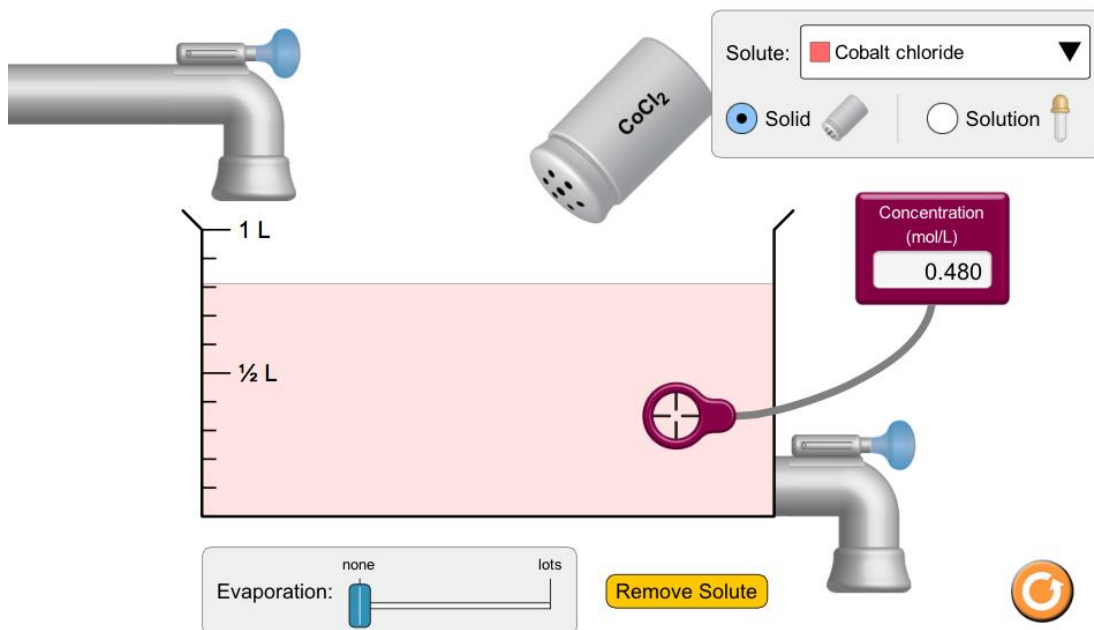 Solute: Cobalt chloride
CoCl₂
Solid
Solution
1 L
Concentration
(mol/L)
0.480
½ L
none
lots
Evaporation:
Remove Solute